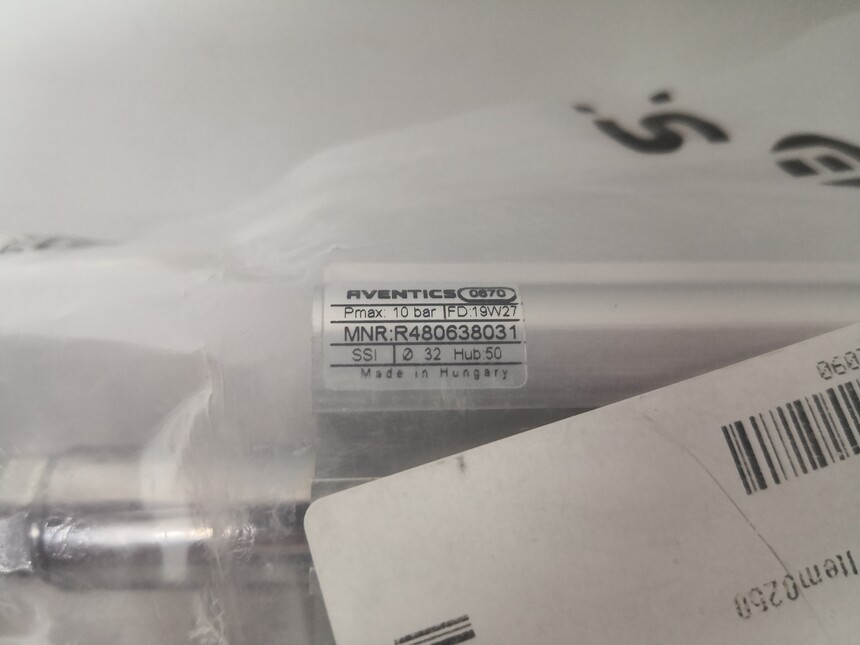 AVENTICS 0670
Pmax: 10 bar FD:19W27
MNR:R480638031
SSI Ø 32 Hub:50
Made in Hungary
Item0250